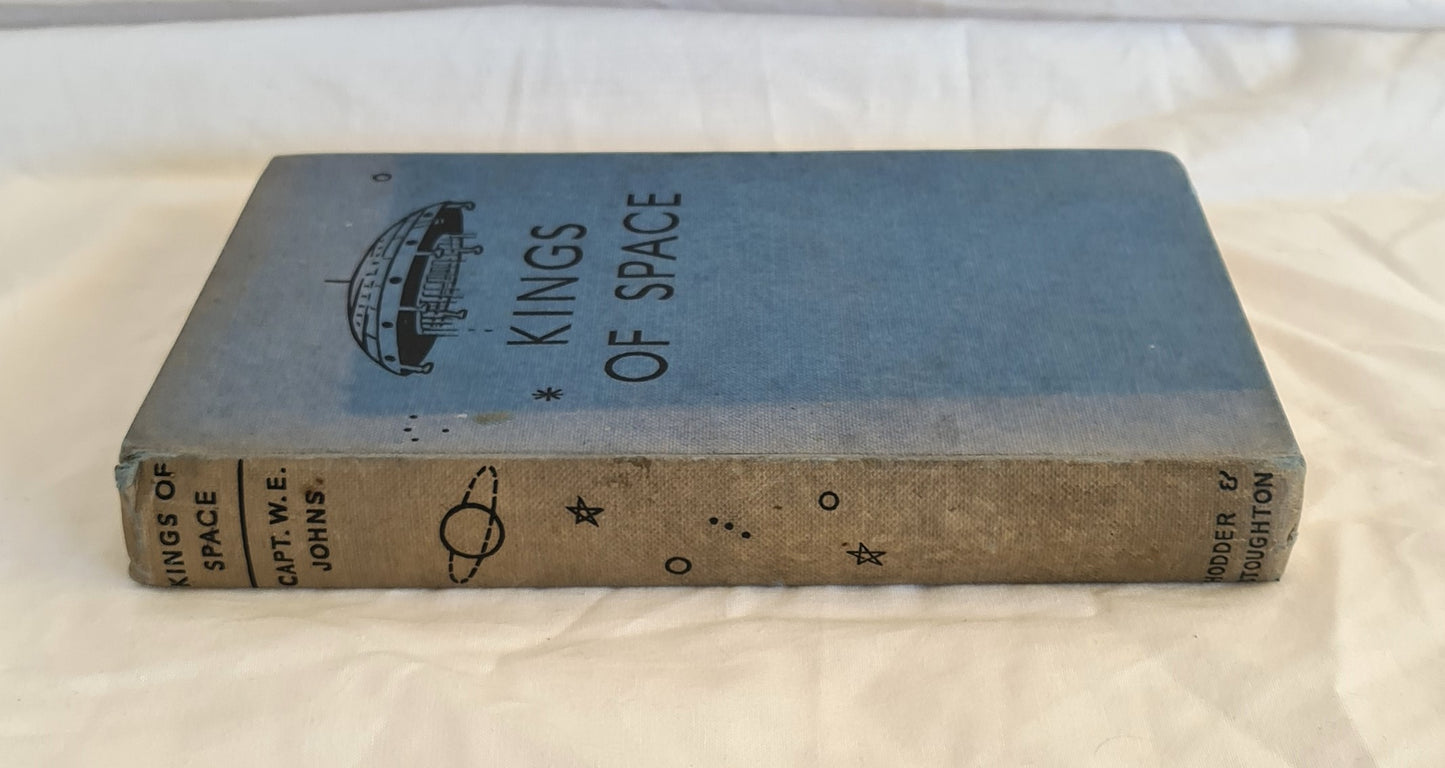 KINGS
OF SPACE
KINGS OF
SPACE
CAPT. W. E.
JOHNS.
HODDER &
STOUGHTON